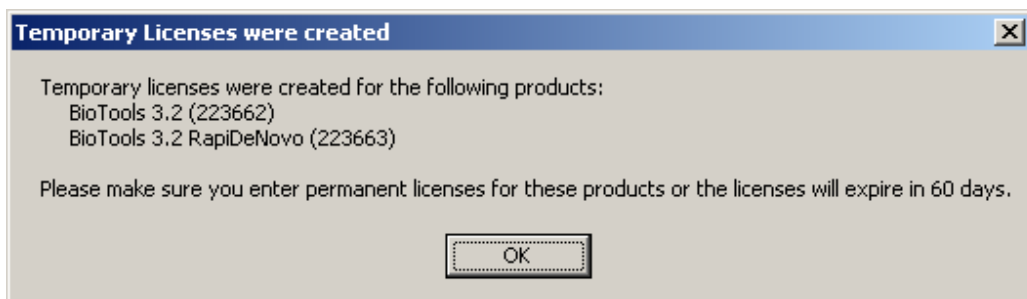 Temporary Licenses were created
Temporary licenses were created for the following products:
BioTools 3.2 (223662)
BioTools 3.2 RapiDeNovo (223663)
Please make sure you enter permanent licenses for these products or the licenses will expire in 60 days.
OK